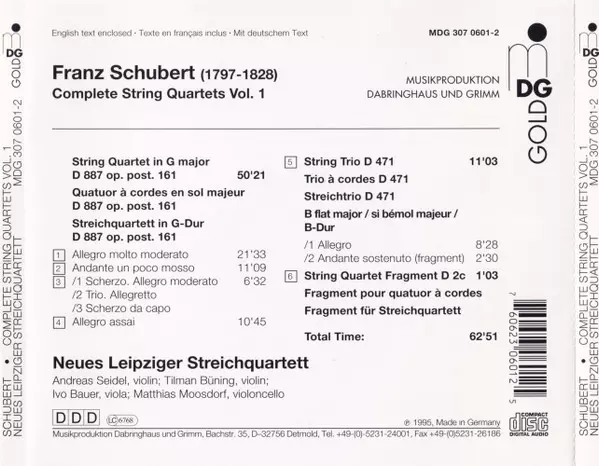 English text enclosed • Texte en français inclus • Mit deutschem Text
MDG 307 0601-2
Franz Schubert (1797-1828)
Complete String Quartets Vol. 1
MUSIKPRODUKTION
DABRINGHAUS UND GRIMM
DG
GOLD
String Quartet in G major
D 887 op. post. 161 50'21
Quatuor à cordes en sol majeur
D 887 op. post. 161
Streichquartett in G-Dur
D 887 op. post. 161
1 Allegro molto moderato 21'33
2 Andante un poco mosso 11'09
3 /1 Scherzo. Allegro moderato 6'32
/2 Trio. Allegretto
/3 Scherzo da capo
4 Allegro assai 10'45
5 String Trio D 471 11'03
Trio à cordes D 471
Streichtrio D 471
B flat major / si bémol majeur /
B-Dur
/1 Allegro 8'28
/2 Andante sostenuto (fragment) 2'30
6 String Quartet Fragment D 2c 1'03
Fragment pour quatuor à cordes
Fragment für Streichquartett
Total Time: 62'51
Neues Leipziger Streichquartett
Andreas Seidel, violin; Tilman Büning, violin;
Ivo Bauer, viola; Matthias Moosdorf, violoncello
DDD
LC 6768
℗ 1995, Made in Germany
COMPACT
disc
DIGITAL AUDIO
Musikproduktion Dabringhaus und Grimm, Bachstr. 35, D–32756 Detmold, Tel. +49-(0)-5231-24001, Fax +49-(0)5231-26186
7 60623 06012 5
SCHUBERT • COMPLETE STRING QUARTETS VOL. 1
NEUES LEIPZIGER STREICHQUARTETT
MDG 307 0601-2
DG
GOLD
SCHUBERT • COMPLETE STRING QUARTETS VOL. 1
NEUES LEIPZIGER STREICHQUARTETT
MDG 307 0601-2
DG
GOLD